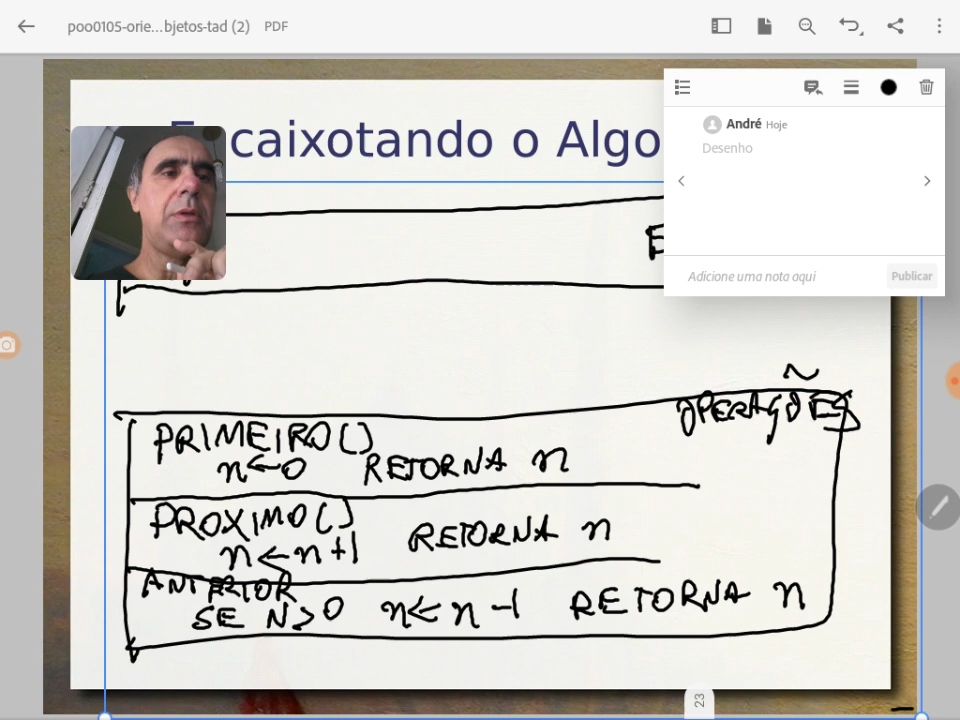 poo0105-orie...bjetos-tad (2) PDF
caixotando o Algo
André Hoje
Desenho
Adicione uma nota aqui Publicar
OPERAÇÕES
PRIMEIRO()
n ← 0 RETORNA n
PROXIMO()
n ← n + 1 RETORNA n
ANTERIOR
SE N > 0 n ← n - 1 RETORNA n
23